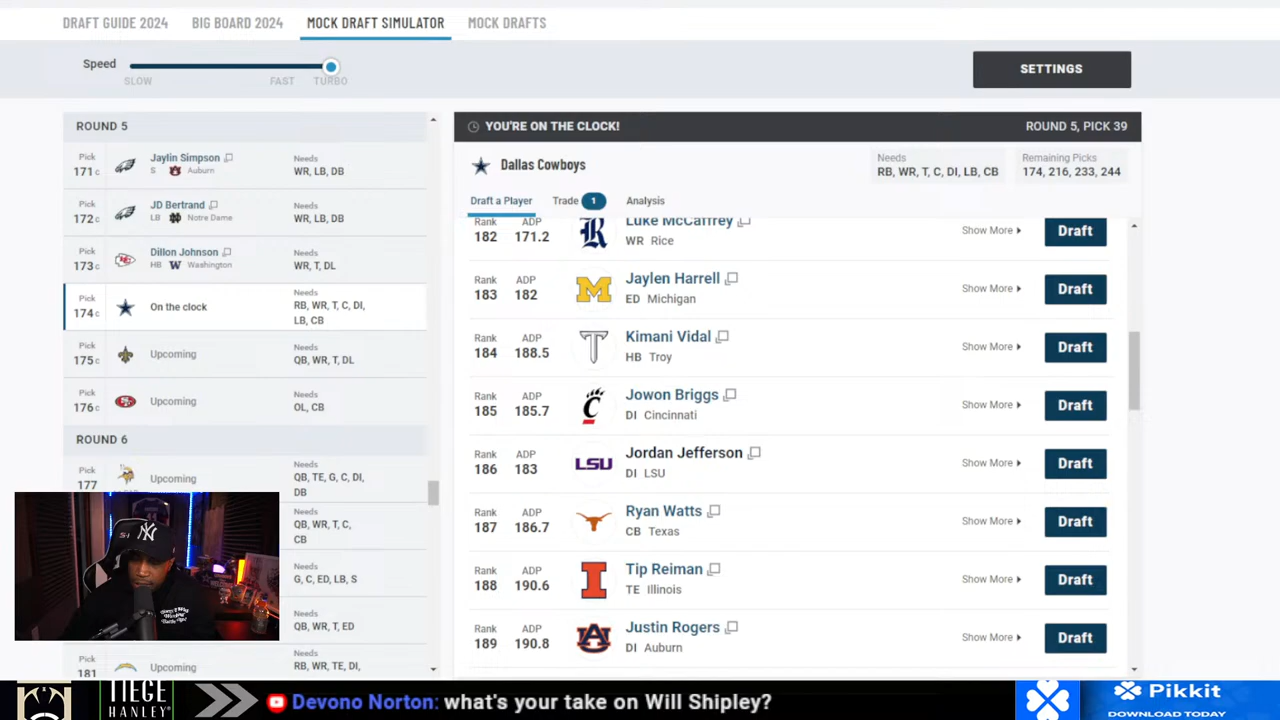 DRAFT GUIDE 2024 BIG BOARD 2024 MOCK DRAFT SIMULATOR MOCK DRAFTS
Speed
SLOW FAST TURBO
SETTINGS
ROUND 5
Pick 171 c
Jaylin Simpson
S Auburn
Needs
WR, LB, DB
Pick 172 c
JD Bertrand
LB Notre Dame
Needs
WR, LB, DB
Pick 173 c
Dillon Johnson
HB Washington
Needs
WR, T, DL
Pick 174 c
On the clock
Needs
RB, WR, T, C, DI,
LB, CB
Pick 175 c
Upcoming
Needs
QB, WR, T, DL
Pick 176 c
Upcoming
Needs
OL, CB
ROUND 6
Pick 177
Upcoming
Needs
QB, TE, G, C, DI,
DB
Needs
QB, WR, T, C,
CB
Needs
G, C, ED, LB, S
Needs
QB, WR, T, ED
Pick 181
Upcoming
Needs
RB, WR, TE, DI,
YOU'RE ON THE CLOCK! ROUND 5, PICK 39
Dallas Cowboys
Needs
RB, WR, T, C, DI, LB, CB
Remaining Picks
174, 216, 233, 244
Draft a Player Trade 1 Analysis
Rank 182 ADP 171.2
Luke McCaffrey
WR Rice
Show More Draft
Rank 183 ADP 182
Jaylen Harrell
ED Michigan
Show More Draft
Rank 184 ADP 188.5
Kimani Vidal
HB Troy
Show More Draft
Rank 185 ADP 185.7
Jowon Briggs
DI Cincinnati
Show More Draft
Rank 186 ADP 183
LSU
Jordan Jefferson
DI LSU
Show More Draft
Rank 187 ADP 186.7
Ryan Watts
CB Texas
Show More Draft
Rank 188 ADP 190.6
Tip Reiman
TE Illinois
Show More Draft
Rank 189 ADP 190.8
Justin Rogers
DI Auburn
Show More Draft
TIEGE
HANLEY
Devono Norton: what's your take on Will Shipley?
Pikkit
DOWNLOAD TODAY